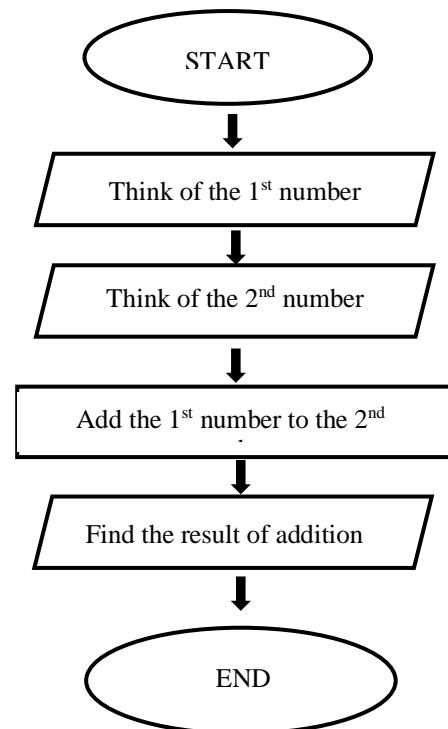 START
Think of the 1st number
Think of the 2nd number
Add the 1st number to the 2nd
Find the result of addition
END